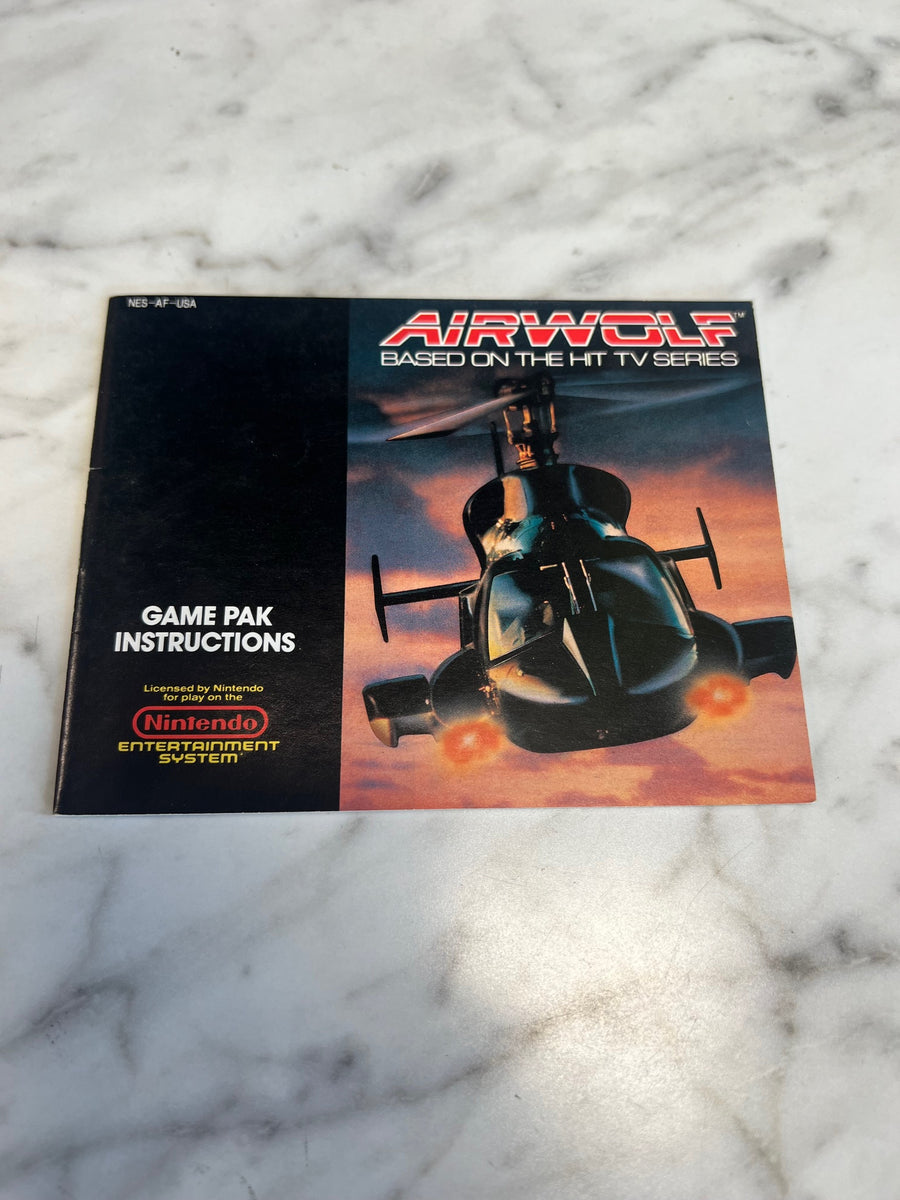 NES-AF-USA
AIRWOLF™
BASED ON THE HIT TV SERIES
GAME PAK
INSTRUCTIONS
Licensed by Nintendo
for play on the
Nintendo
ENTERTAINMENT
SYSTEM